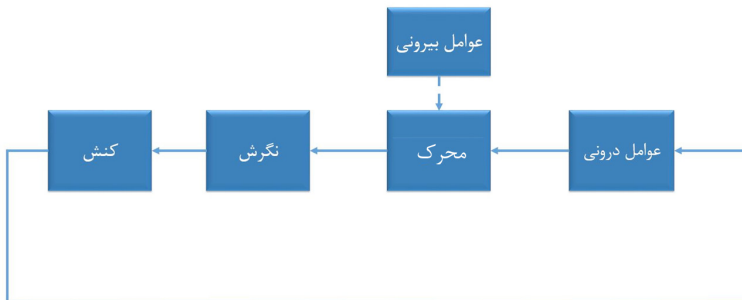 عوامل بیرونی
عوامل درونی
محرک
نگرش
کنش